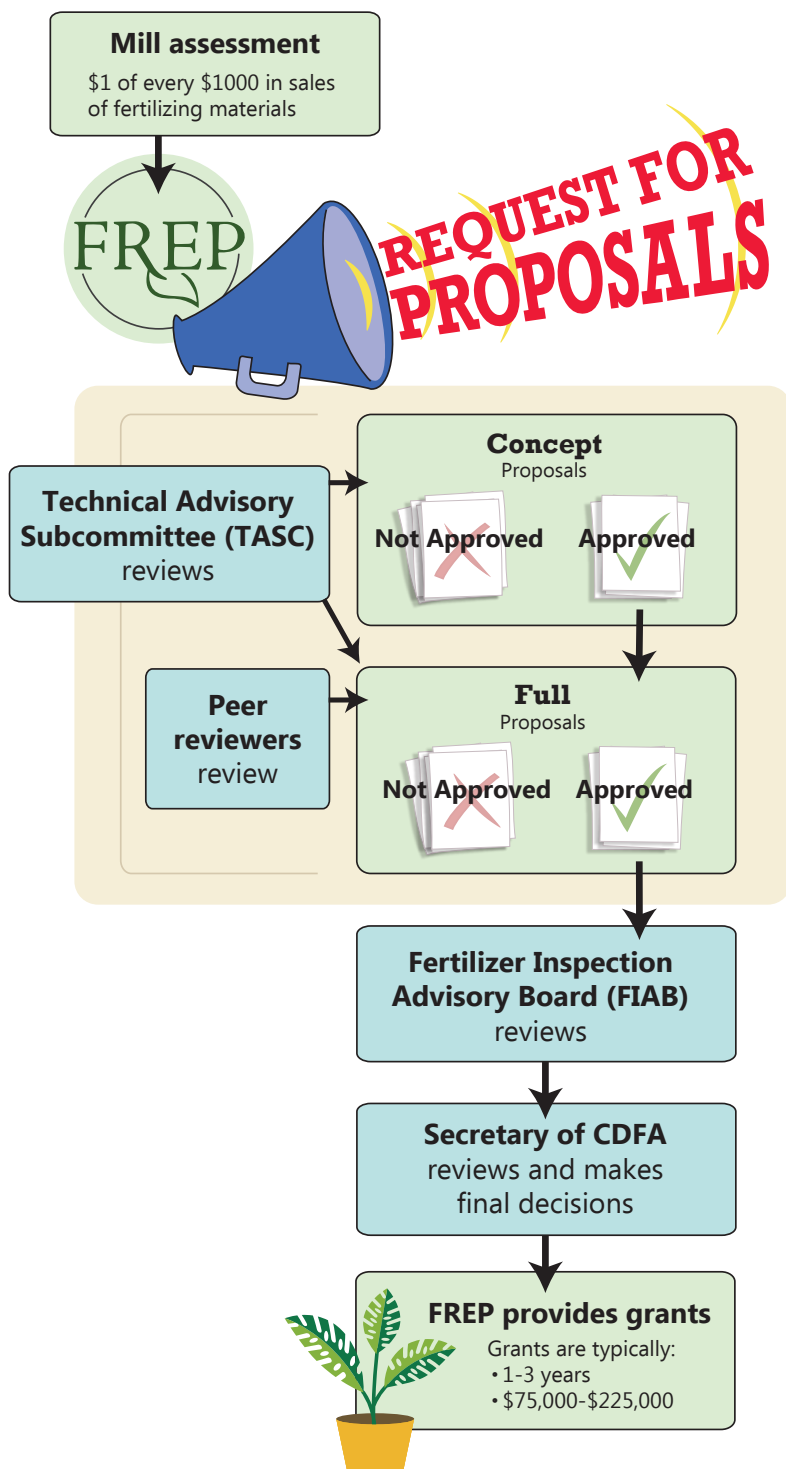 Mill assessment
$1 of every $1000 in sales
of fertilizing materials
FREP
REQUEST FOR
PROPOSALS
Concept
Proposals
Not Approved
Approved
Technical Advisory
Subcommittee (TASC)
reviews
Peer
reviewers
review
Full
Proposals
Not Approved
Approved
Fertilizer Inspection
Advisory Board (FIAB)
reviews
Secretary of CDFA
reviews and makes
final decisions
FREP provides grants
Grants are typically:
• 1-3 years
• $75,000-$225,000